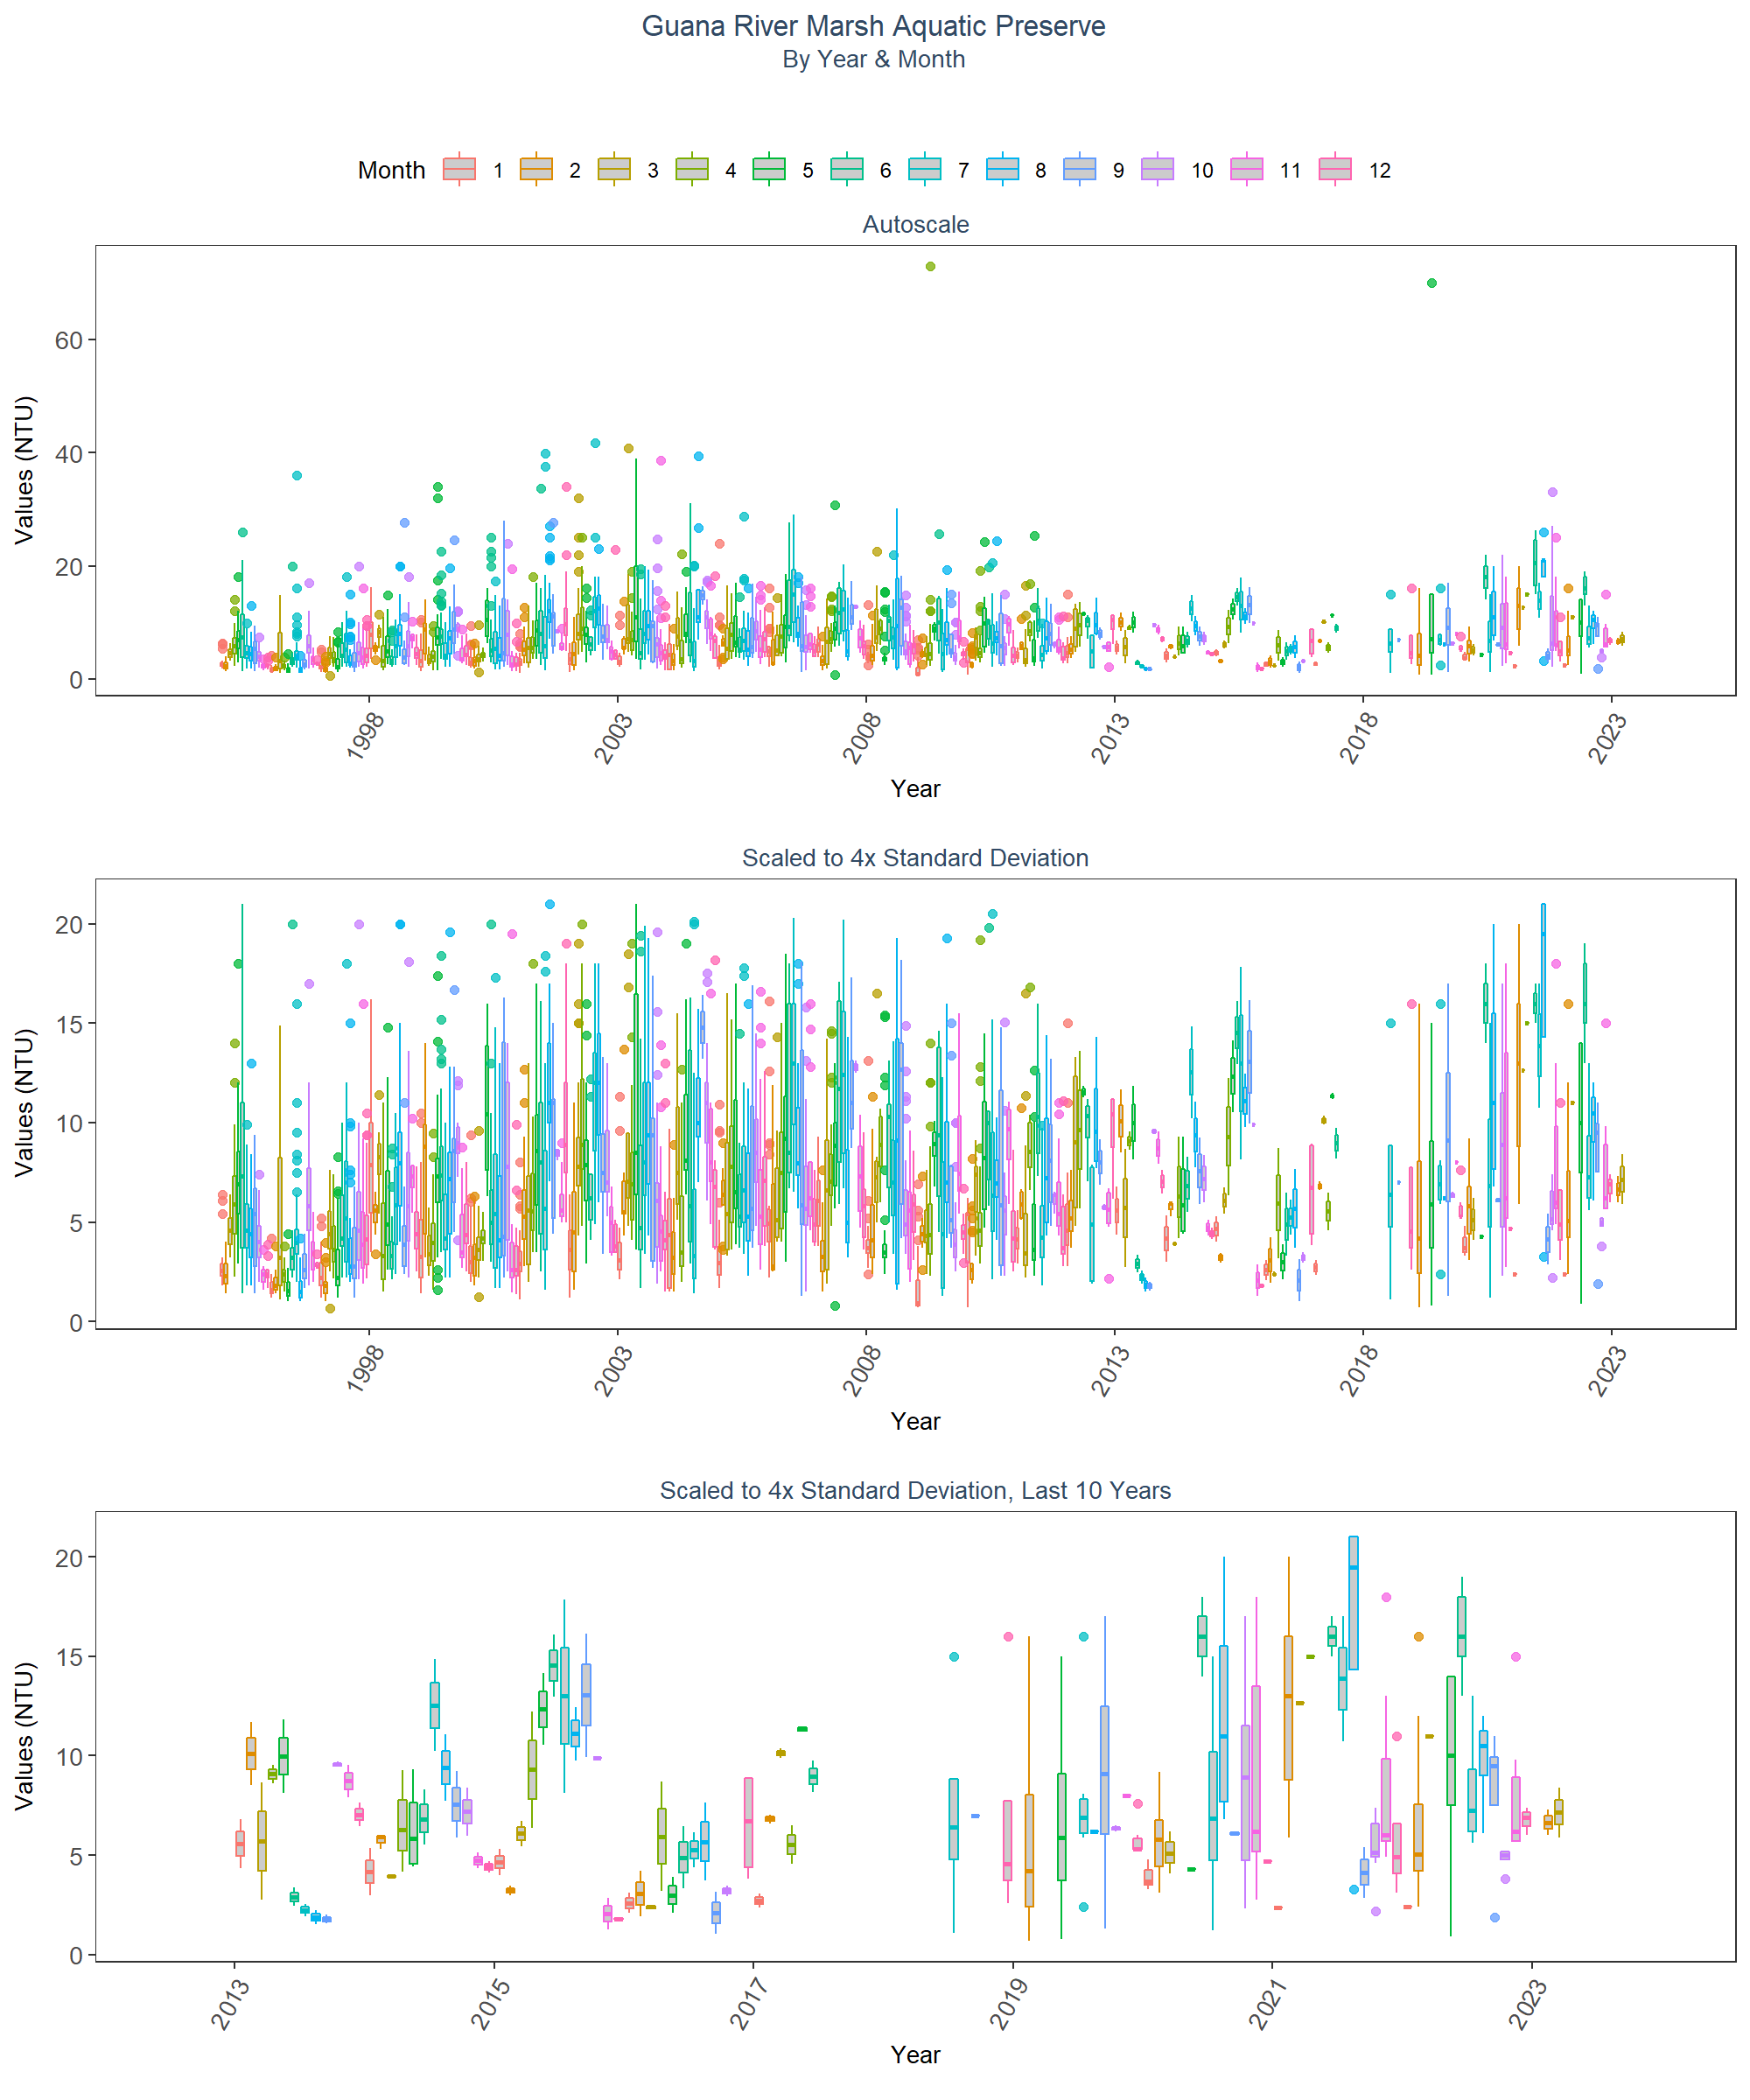 Guana River Marsh Aquatic Preserve
By Year & Month
Month 1 2 3 4 5 6 7 8 9 10 11 12
Autoscale
Values (NTU)
60
40
20
0
1998 2003 2008 2013 2018 2023
Year
Scaled to 4x Standard Deviation
Values (NTU)
20
15
10
5
0
1998 2003 2008 2013 2018 2023
Year
Scaled to 4x Standard Deviation, Last 10 Years
Values (NTU)
20
15
10
5
0
2013 2015 2017 2019 2021 2023
Year